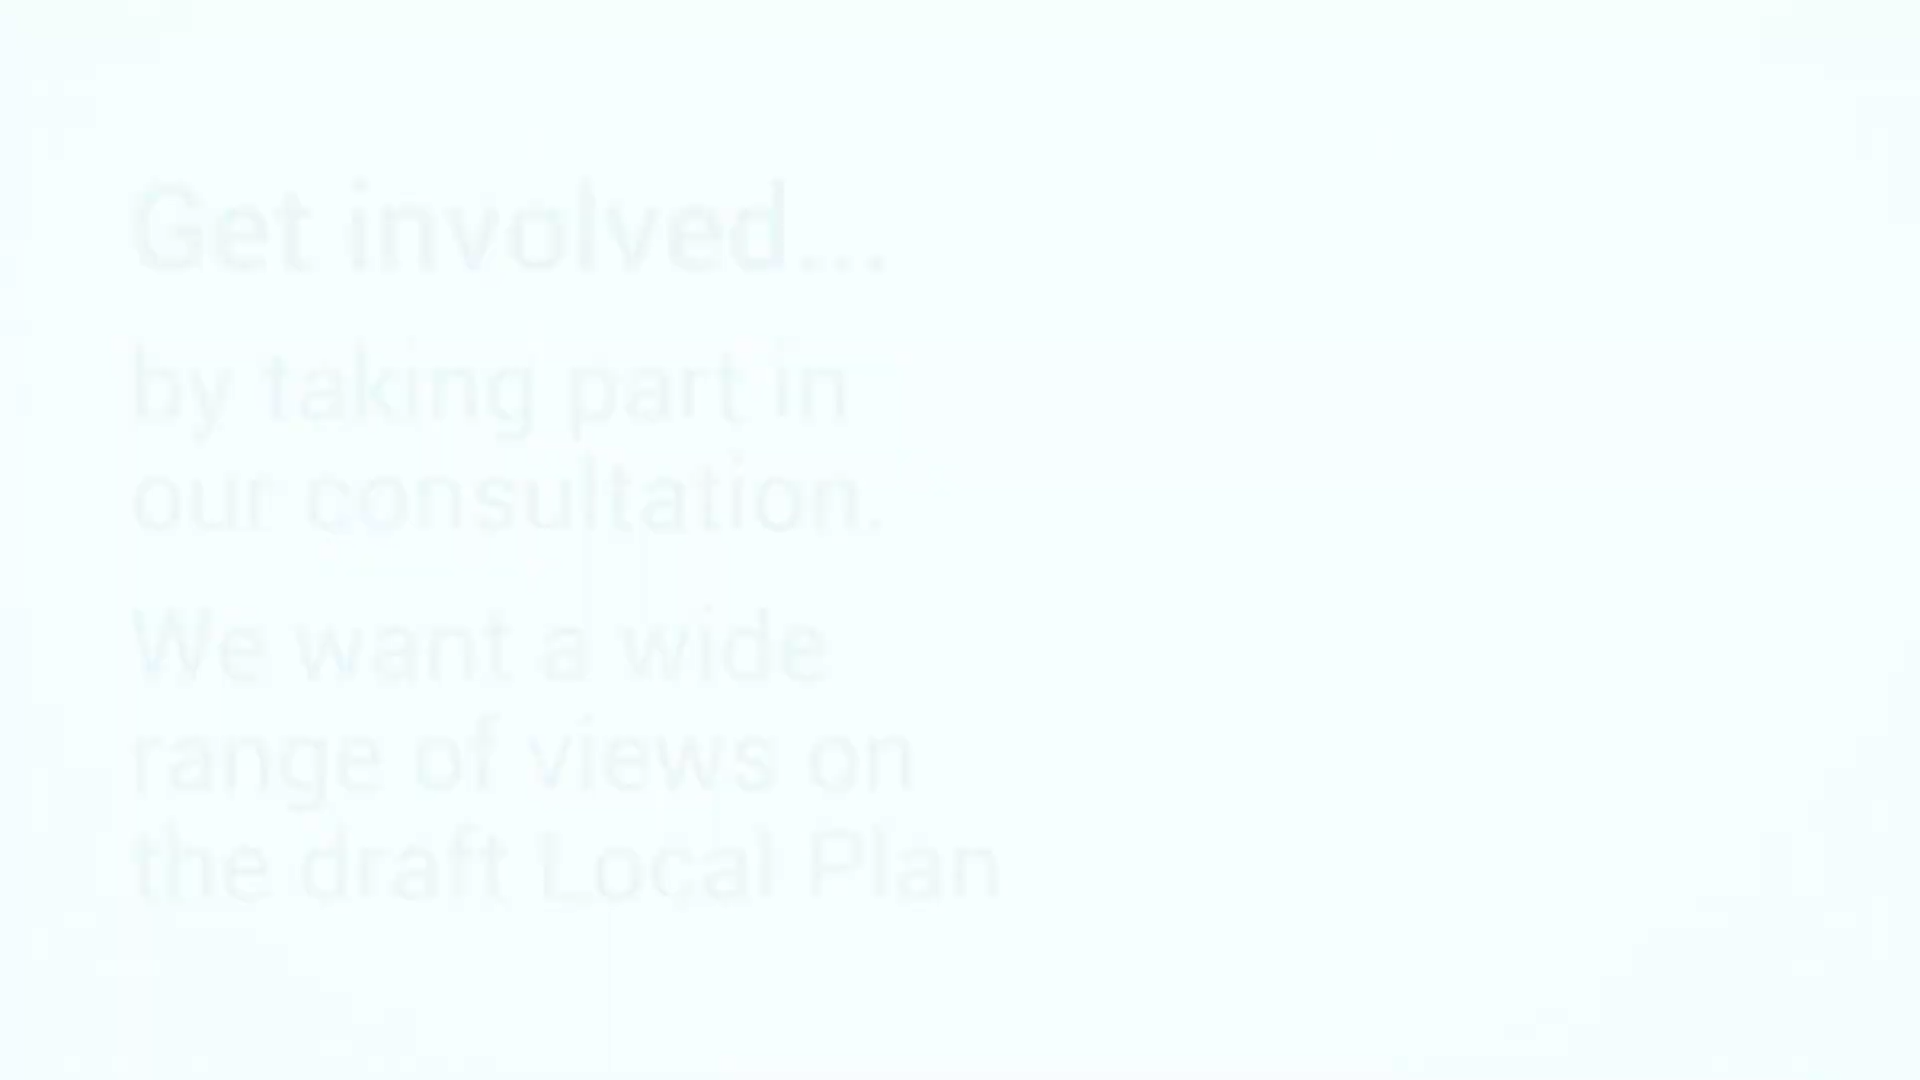 Get involved...
by taking part in
our consultation.
We want a wide
range of views on
the draft Local Plan